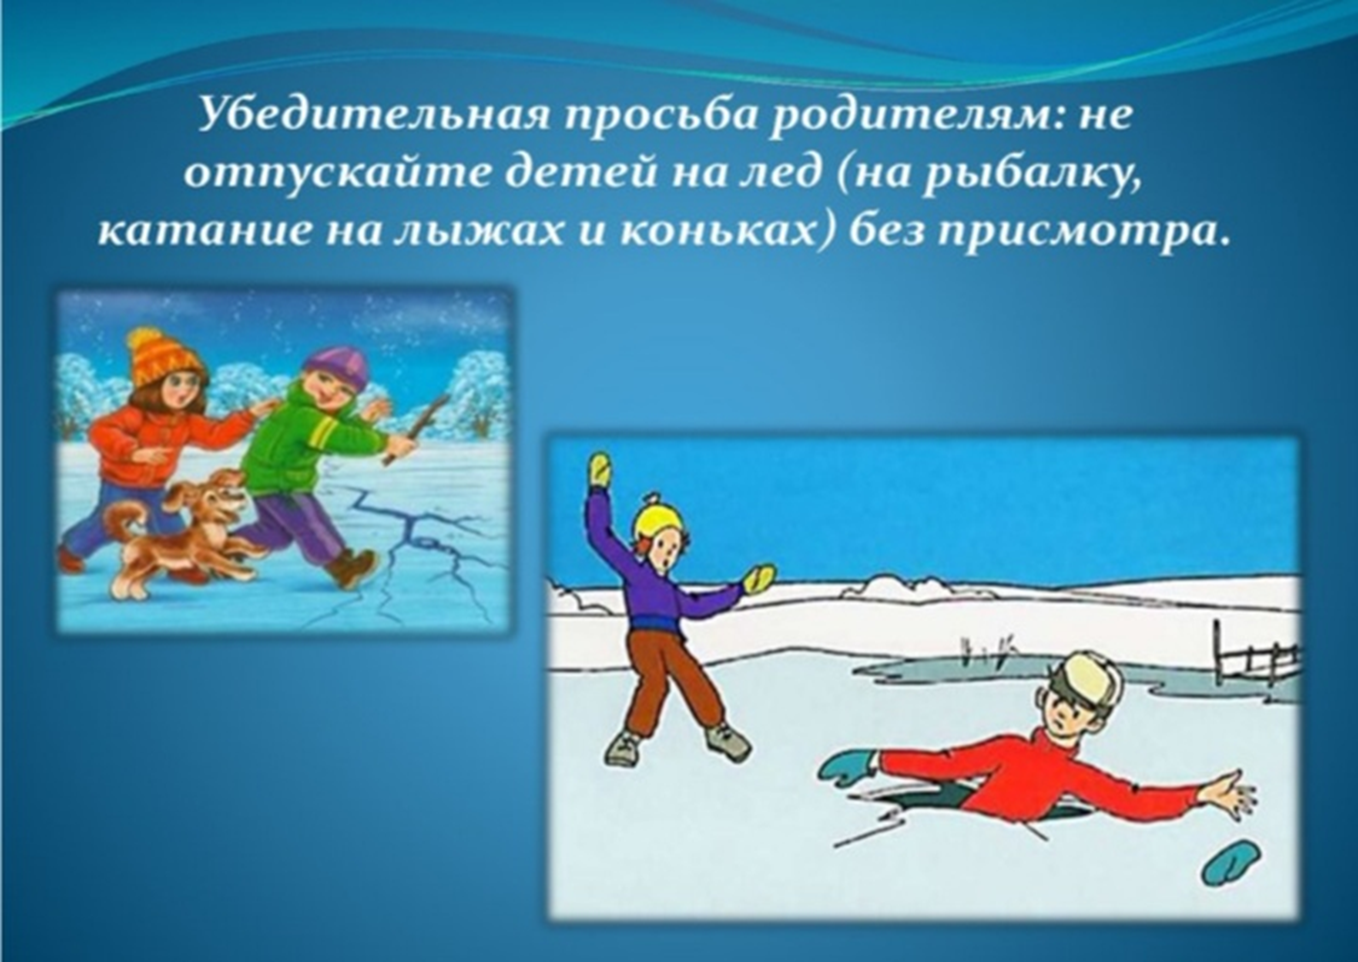 Убедительная просьба родителям: не
отпускайте детей на лед (на рыбалку,
катание на лыжах и коньках) без присмотра.